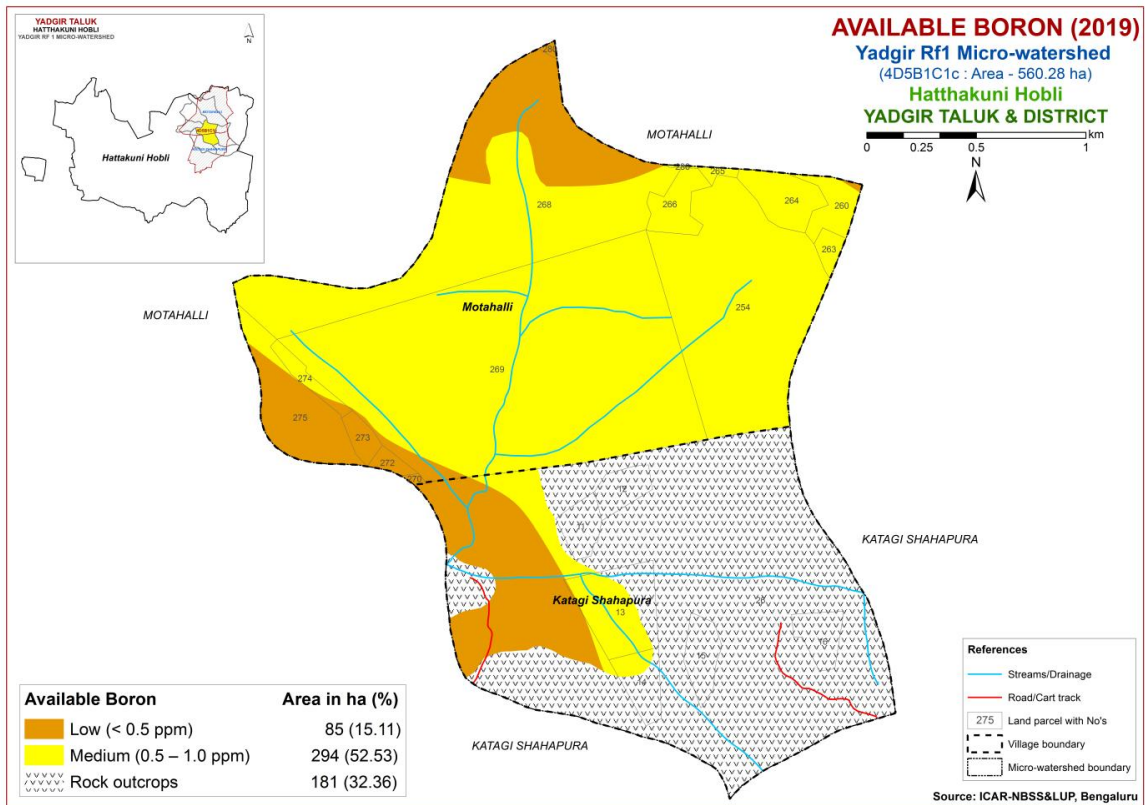 YADGIR TALUK
HATTHAKUNI HOBLI
YADGIR RF 1 MICRO-WATERSHED
N
Hattakuni Hobli
AVAILABLE BORON (2019)
Yadgir Rf1 Micro-watershed
(4D5B1C1c : Area - 560.28 ha)
Hatthakuni Hobli
YADGIR TALUK & DISTRICT
km
0 0.25 0.5 1
N
MOTAHALLI
265
264
266
260
268
263
MOTAHALLI
Motahalli
254
269
274
275
273
272
270
12
11
KATAGI SHAHAPURA
Katagi Shahapura
13
KATAGI SHAHAPURA
Available Boron Area in ha (%)
Low (< 0.5 ppm) 85 (15.11)
Medium (0.5 – 1.0 ppm) 294 (52.53)
Rock outcrops 181 (32.36)
References
Streams/Drainage
Road/Cart track
275 Land parcel with No's
Village boundary
Micro-watershed boundary
Source: ICAR-NBSS&LUP, Bengaluru